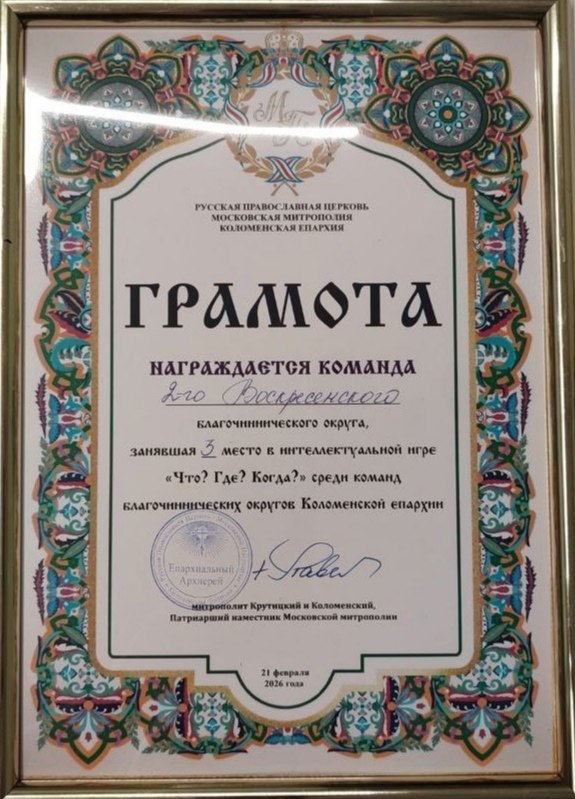 МП
РУССКАЯ ПРАВОСЛАВНАЯ ЦЕРКОВЬ
МОСКОВСКАЯ МИТРОПОЛИЯ
КОЛОМЕНСКАЯ ЕПАРХИЯ
ГРАМОТА
НАГРАЖДАЕТСЯ КОМАНДА
2-го Воскресенского
благочиннического округа,
занявшая 3 место в интеллектуальной игре
«Что? Где? Когда?» среди команд
благочиннических округов Коломенской епархии
Епархиальный
Архиерей
митрополит Крутицкий и Коломенский,
Патриарший наместник Московской митрополии
21 февраля
2026 года